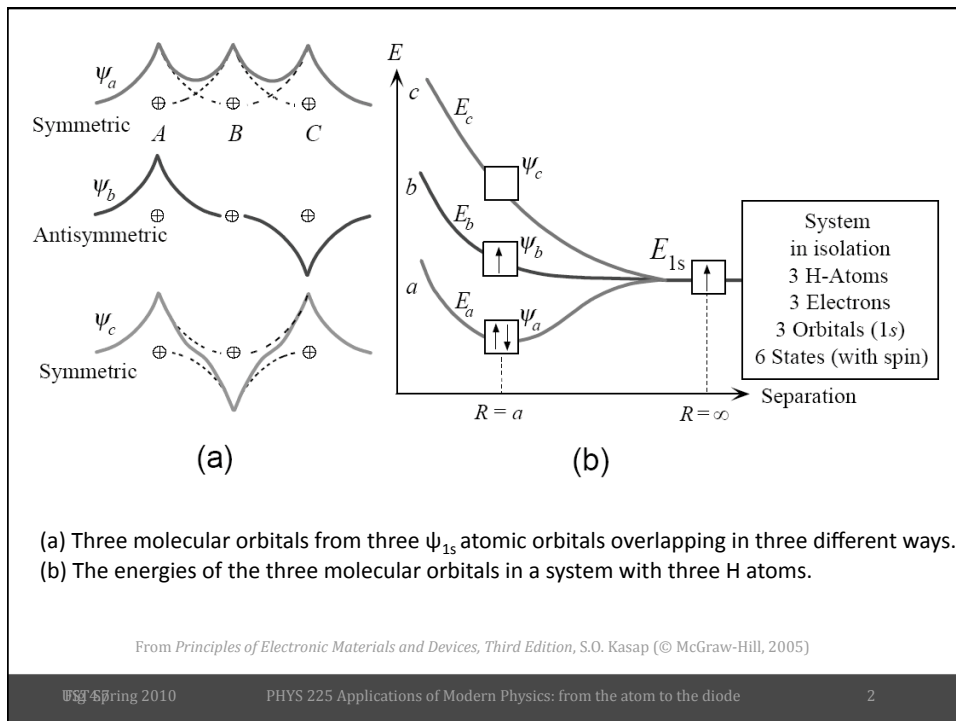 ψa
Symmetric
A B C
ψb
Antisymmetric
ψc
Symmetric
(a)
E
c
Ec
ψc
b
Eb
ψb
a
Ea
ψa
E1s
System
in isolation
3 H-Atoms
3 Electrons
3 Orbitals (1s)
6 States (with spin)
Separation
R = a
R = ∞
(b)
(a) Three molecular orbitals from three ψ1s atomic orbitals overlapping in three different ways.
(b) The energies of the three molecular orbitals in a system with three H atoms.
From Principles of Electronic Materials and Devices, Third Edition, S.O. Kasap (© McGraw-Hill, 2005)
Spring 2010 PHYS 225 Applications of Modern Physics: from the atom to the diode 2